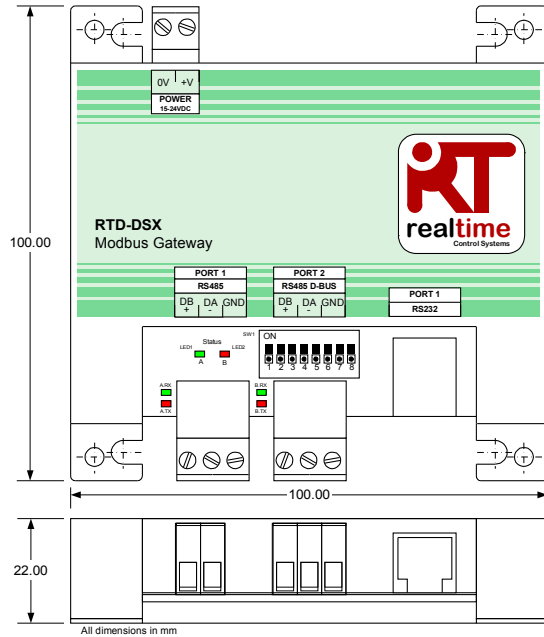 0V +V
POWER
15-24VDC
RT
realtime
Control Systems
RTD-DSX
Modbus Gateway
100.00
PORT 1
RS485
DB DA GND
+ -
PORT 2
RS485 D-BUS
DB DA GND
+ -
PORT 1
RS232
Status
LED1 LED2
A B
SW1
ON
1 2 3 4 5 6 7 8
A.RX
A.TX
B.RX
B.TX
100.00
22.00
All dimensions in mm